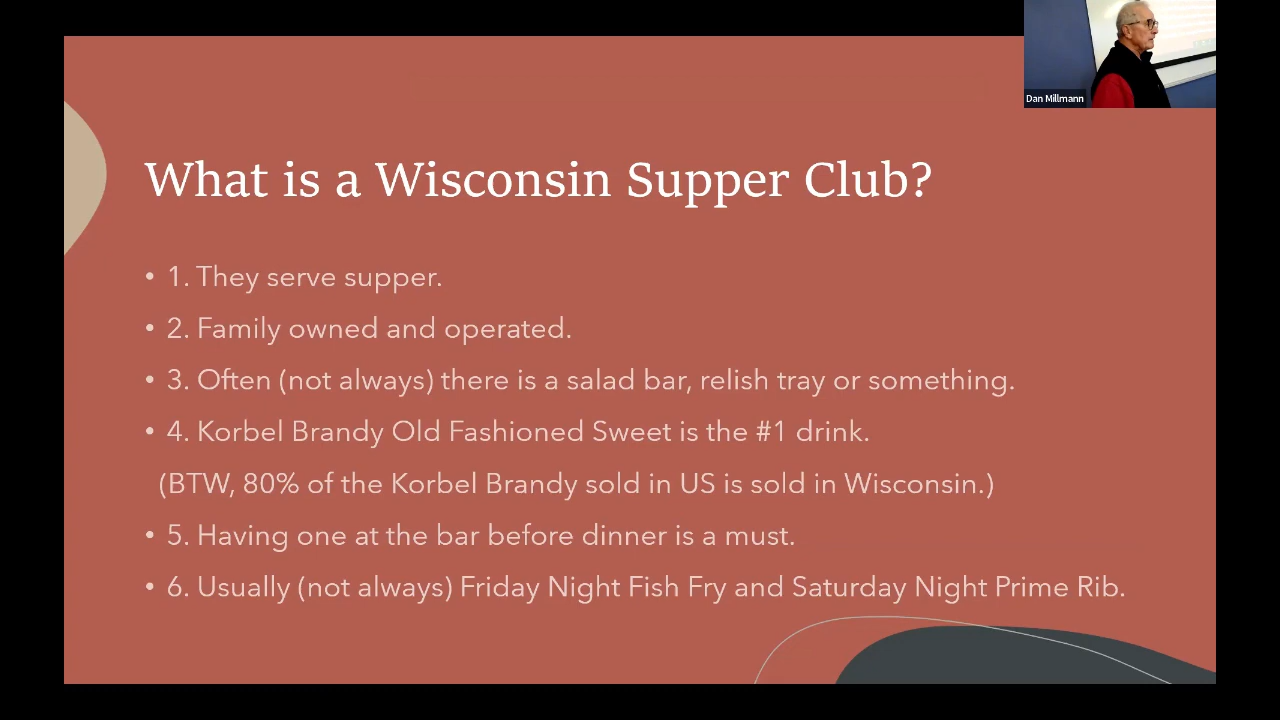 Dan Millmann
What is a Wisconsin Supper Club?
• 1. They serve supper.
• 2. Family owned and operated.
• 3. Often (not always) there is a salad bar, relish tray or something.
• 4. Korbel Brandy Old Fashioned Sweet is the #1 drink.
(BTW, 80% of the Korbel Brandy sold in US is sold in Wisconsin.)
• 5. Having one at the bar before dinner is a must.
• 6. Usually (not always) Friday Night Fish Fry and Saturday Night Prime Rib.